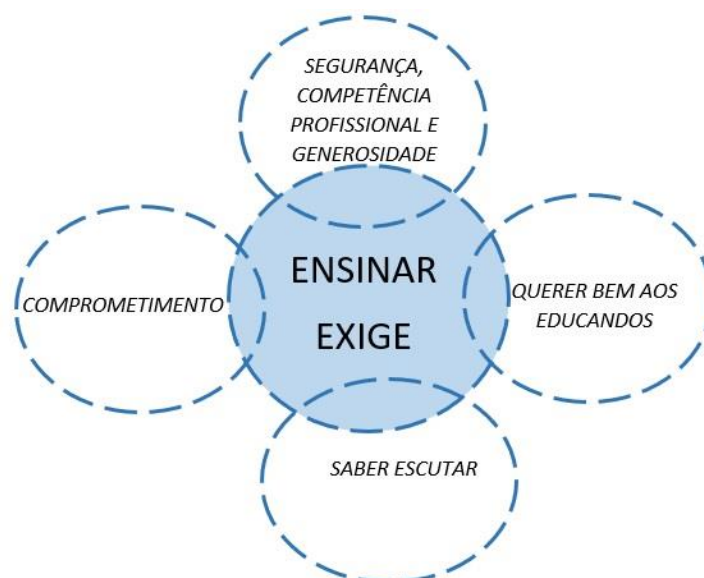 SEGURANÇA,
COMPETÊNCIA
PROFISSIONAL E
GENEROSIDADE
ENSINAR
EXIGE
COMPROMETIMENTO
QUERER BEM AOS
EDUCANDOS
SABER ESCUTAR